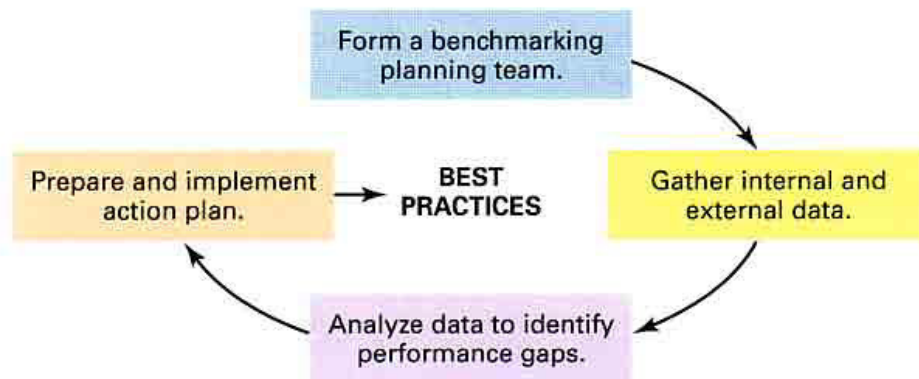 Form a benchmarking
planning team.
Prepare and implement
action plan.
BEST
PRACTICES
Gather internal and
external data.
Analyze data to identify
performance gaps.